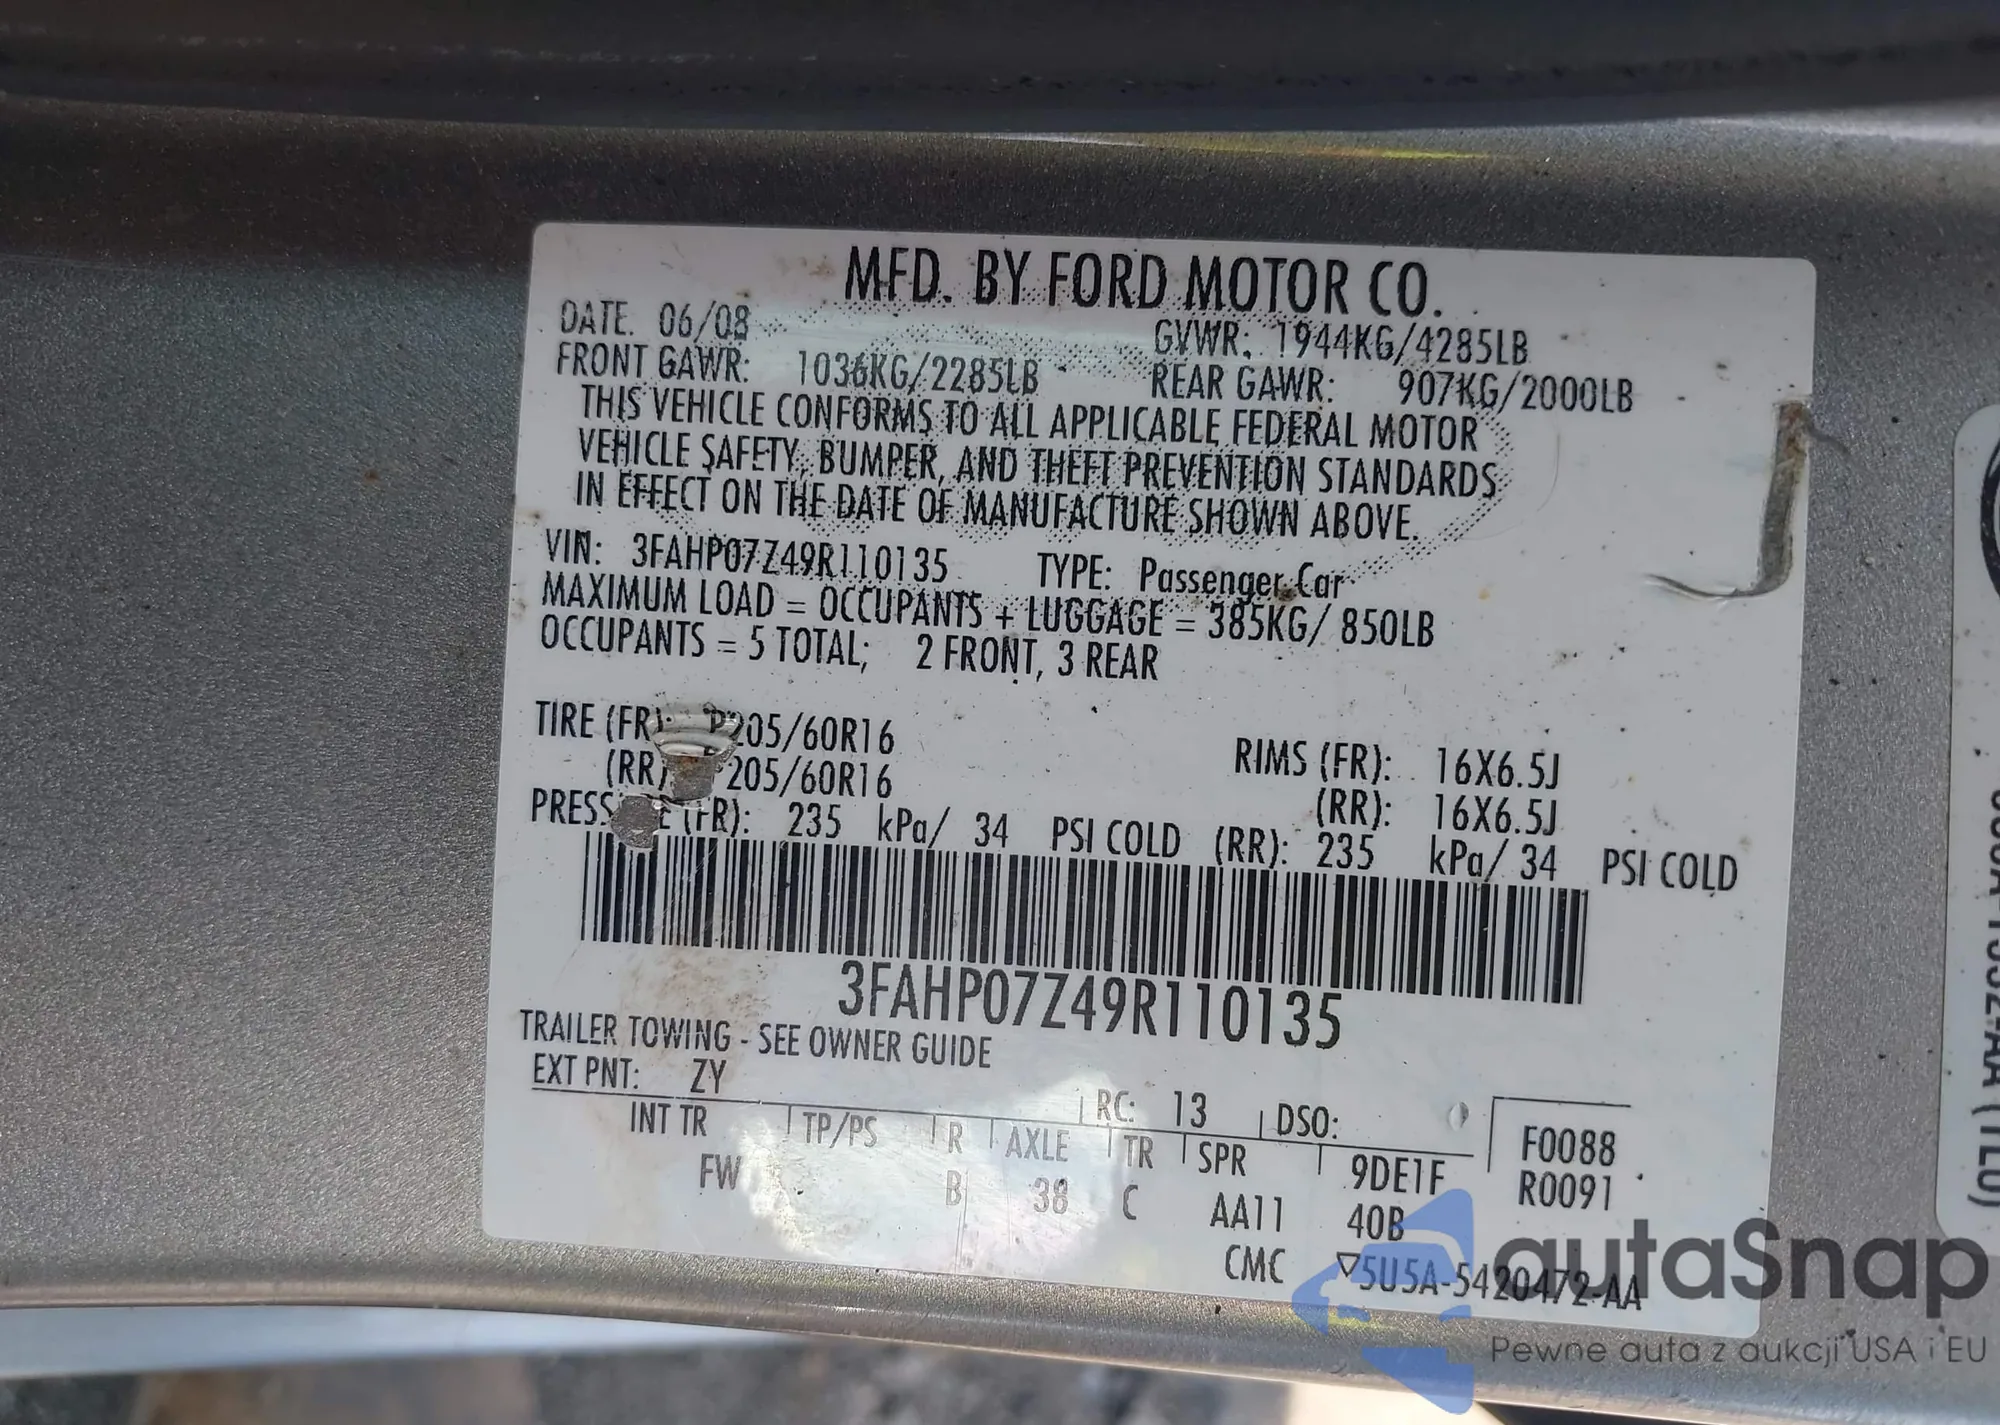 MFD. BY FORD MOTOR CO.
DATE. 06/08 GVWR: 1944KG/4285LB
FRONT GAWR: 1036KG/2285LB REAR GAWR: 907KG/2000LB
THIS VEHICLE CONFORMS TO ALL APPLICABLE FEDERAL MOTOR
VEHICLE SAFETY, BUMPER, AND THEFT PREVENTION STANDARDS
IN EFFECT ON THE DATE OF MANUFACTURE SHOWN ABOVE.
VIN: 3FAHP07Z49R110135 TYPE: Passenger Car
MAXIMUM LOAD = OCCUPANTS + LUGGAGE = 385KG/ 850LB
OCCUPANTS = 5 TOTAL; 2 FRONT, 3 REAR
TIRE (FR): P205/60R16 RIMS (FR): 16X6.5J
(RR) 205/60R16 (RR): 16X6.5J
(FR): 235 kPa/ 34 PSI COLD (RR): 235 kPa/ 34 PSI COLD
3FAHP07Z49R110135
TRAILER TOWING - SEE OWNER GUIDE
EXT PNT: ZY RC: 13 DSO: F0088
INT TR TP/PS R AXLE TR SPR 9DE1F R0091
FW B 38 C AA11 40B
CMC ▽5U5A-5420472-AA
autaSnap
Pewne auta z aukcji USA i EU